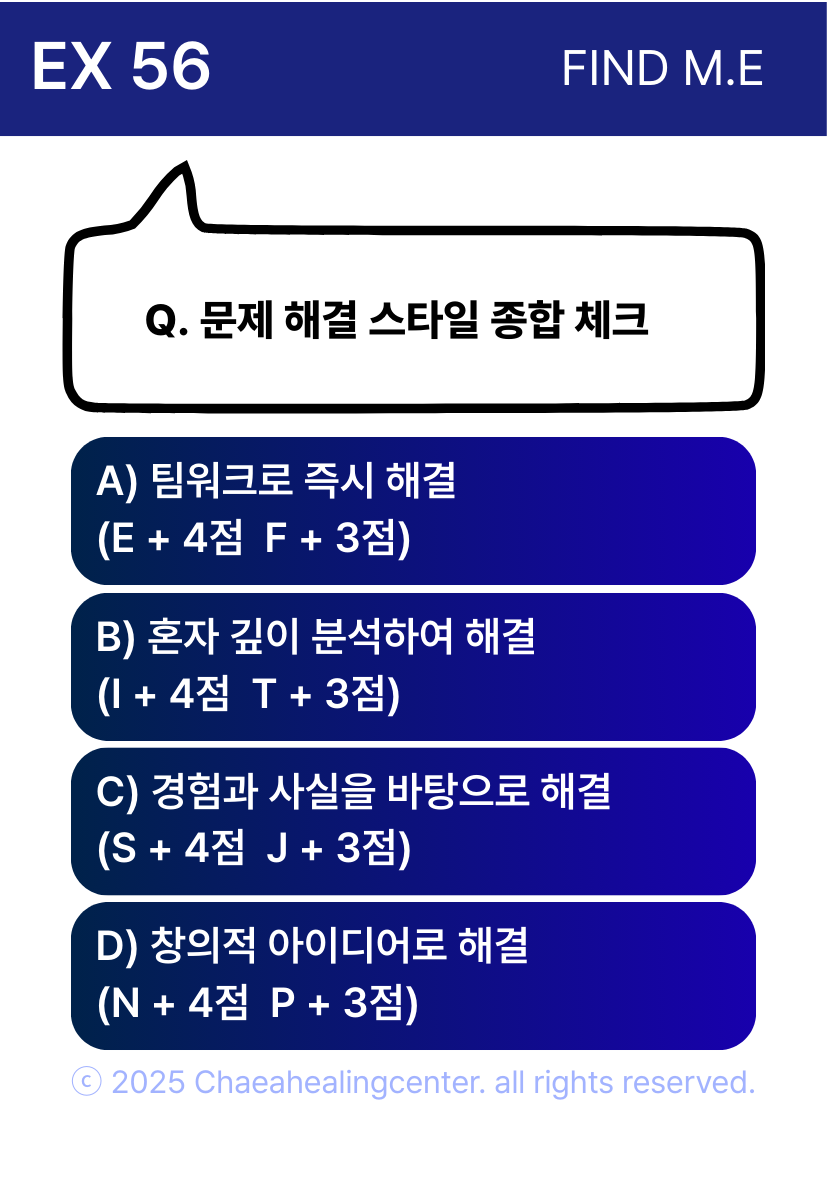 EX 56
FIND M.E
Q. 문제 해결 스타일 종합 체크
A) 팀워크로 즉시 해결
(E + 4점 F + 3점)
B) 혼자 깊이 분석하여 해결
(I + 4점 T + 3점)
C) 경험과 사실을 바탕으로 해결
(S + 4점 J + 3점)
D) 창의적 아이디어로 해결
(N + 4점 P + 3점)
ⓒ 2025 Chaeahealingcenter. all rights reserved.